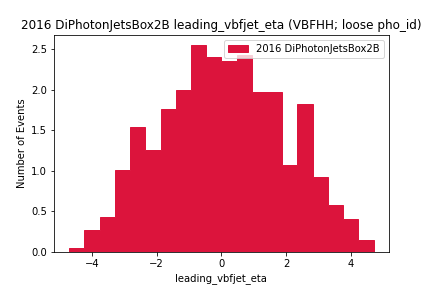 2016 DiPhotonJetsBox2B leading_vbfjet_eta (VBFHH; loose pho_id)
2016 DiPhotonJetsBox2B
Number of Events
2.5
2.0
1.5
1.0
0.5
0.0
−4
−2
0
2
4
leading_vbfjet_eta